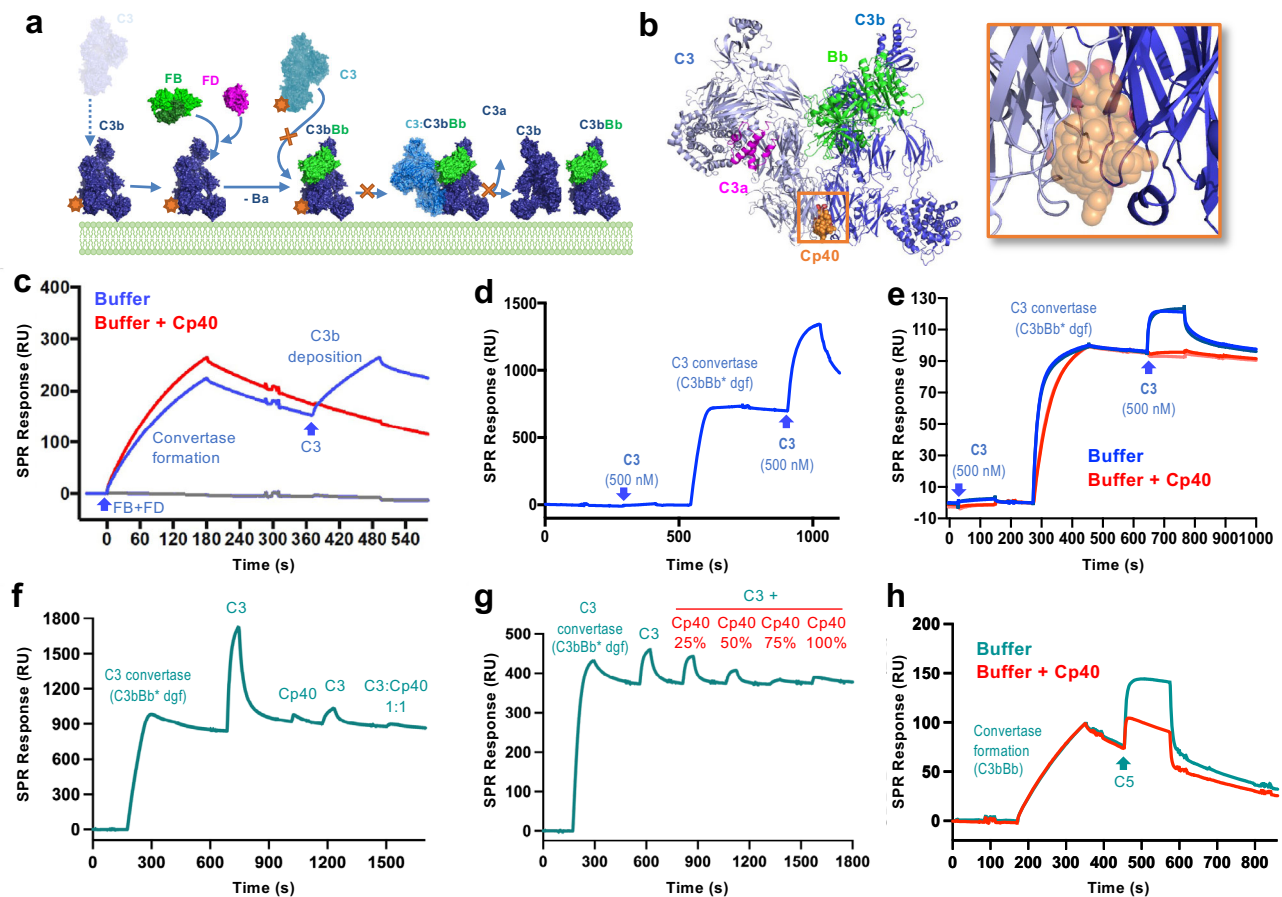 a
C3
FB
FD
C3
C3b
C3bBb
C3:C3bBb
C3a
C3b
C3bBb
- Ba
b
C3
C3b
Bb
C3a
Cp40
c
Buffer
Buffer + Cp40
C3b
deposition
Convertase
formation
C3
FB+FD
SPR Response (RU)
400
300
200
100
0
0 60 120 180 240 300 360 420 480 540
Time (s)
d
C3 convertase
(C3bBb* dgf)
C3
(500 nM)
C3
(500 nM)
SPR Response (RU)
1500
1000
500
0
0 500 1000
Time (s)
e
C3 convertase
(C3bBb* dgf)
C3
(500 nM)
C3
(500 nM)
Buffer
Buffer + Cp40
SPR Response (RU)
130
110
90
70
50
30
10
-10
0 100 200 300 400 500 600 700 800 9001000
Time (s)
f
C3
C3 convertase
(C3bBb* dgf)
Cp40
C3
C3:Cp40
1:1
SPR Response (RU)
1800
1500
1200
900
600
300
0
0 300 600 900 1200 1500
Time (s)
g
C3
convertase
(C3bBb* dgf)
C3
C3 +
Cp40 Cp40 Cp40 Cp40
25% 50% 75% 100%
SPR Response (RU)
500
400
300
200
100
0
0 300 600 900 1200 1500 1800
Time (s)
h
Buffer
Buffer + Cp40
Convertase
formation
(C3bBb)
C5
SPR Response (RU)
200
150
100
50
0
0 100 200 300 400 500 600 700 800
Time (s)